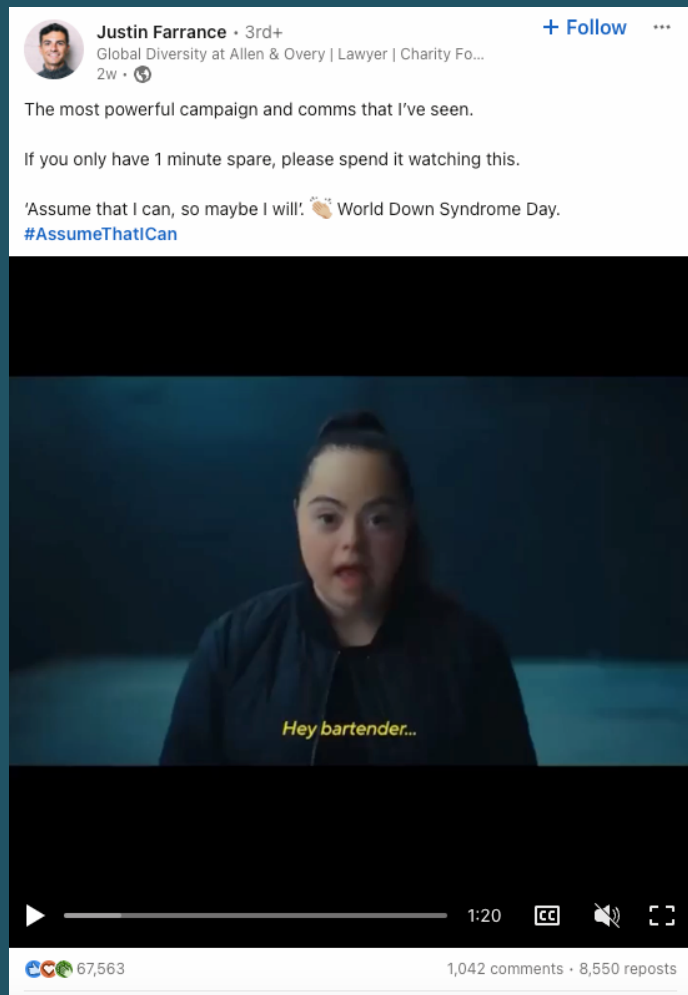 Justin Farrance • 3rd+
+ Follow
Global Diversity at Allen & Overy | Lawyer | Charity Fo...
2w •
The most powerful campaign and comms that I've seen.
If you only have 1 minute spare, please spend it watching this.
'Assume that I can, so maybe I will'. 👏🏼 World Down Syndrome Day.
#AssumeThatICan
Hey bartender...
1:20
CC
67,563
1,042 comments • 8,550 reposts